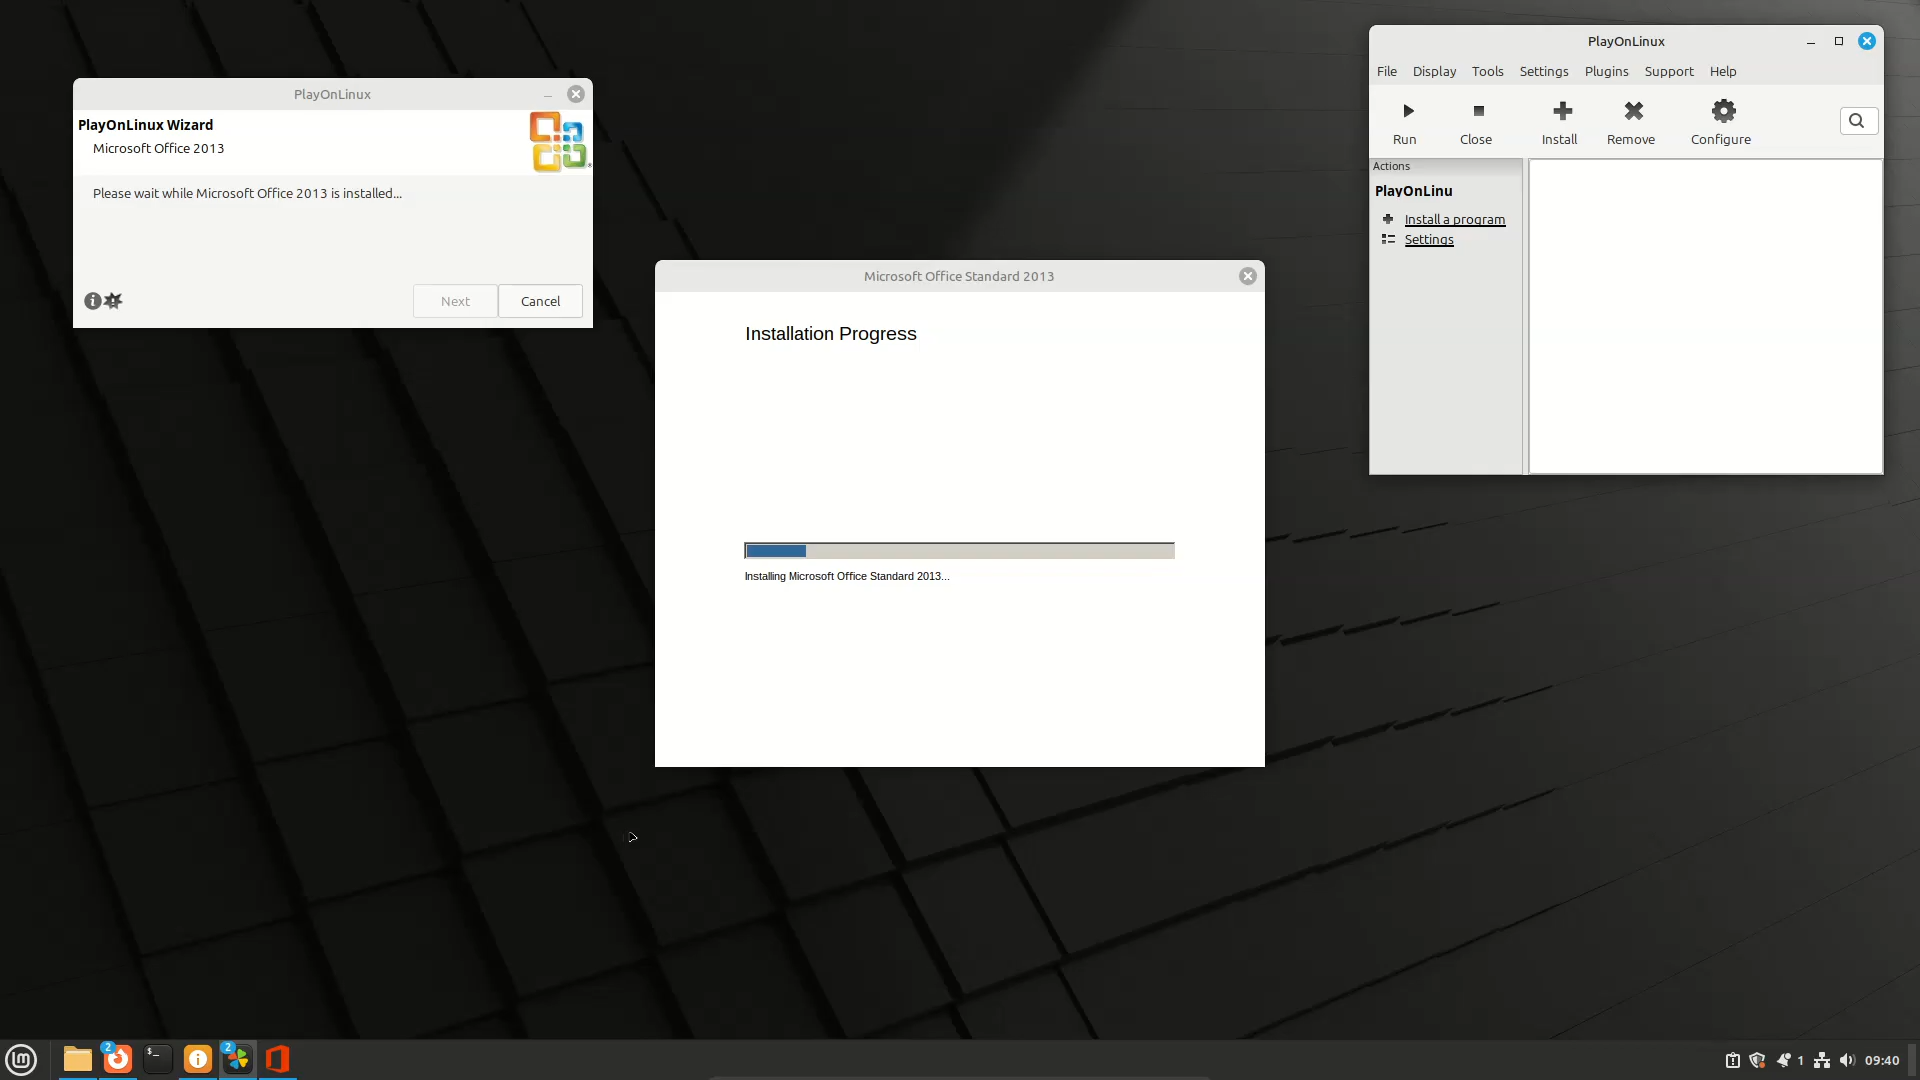 PlayOnLinux
PlayOnLinux Wizard
Microsoft Office 2013
Please wait while Microsoft Office 2013 is installed...
Next
Cancel
Microsoft Office Standard 2013
Installation Progress
Installing Microsoft Office Standard 2013...
PlayOnLinux
File Display Tools Settings Plugins Support Help
Run Close Install Remove Configure
Actions
PlayOnLinu
Install a program
Settings
2
$_
2
1
09:40